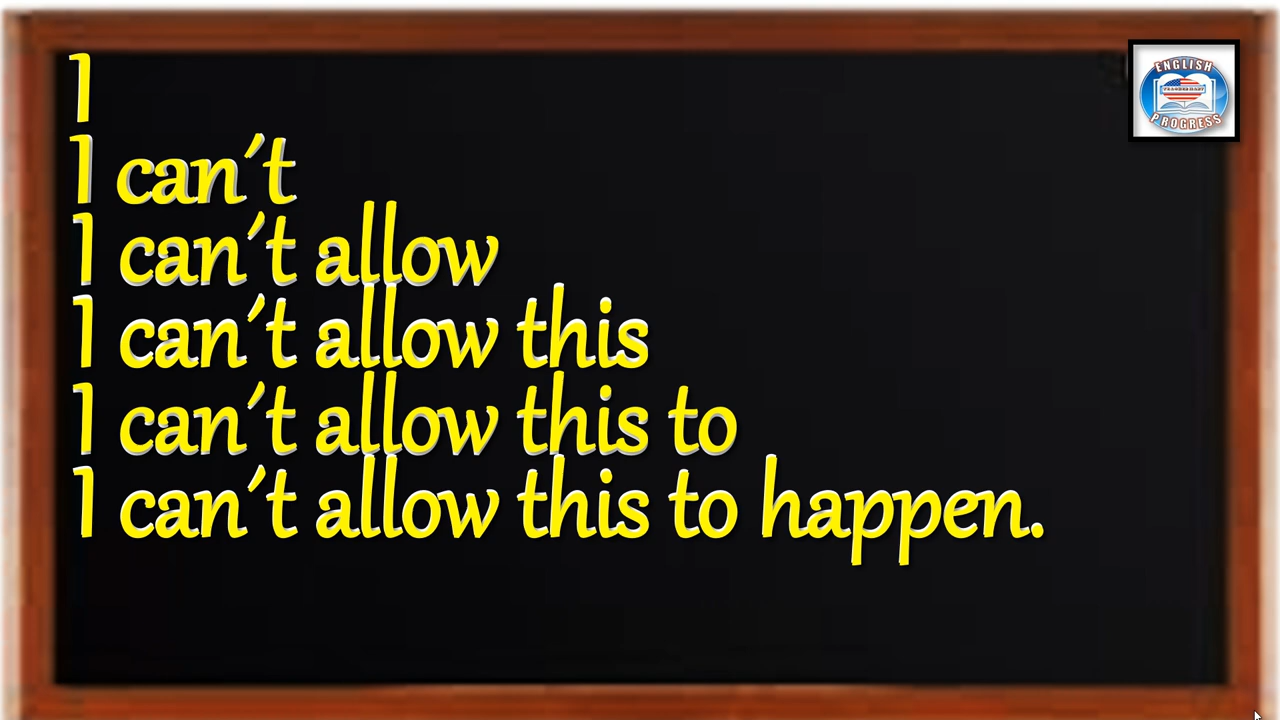 I
I can't
I can't allow
I can't allow this
I can't allow this to
I can't allow this to happen.
ENGLISH
PROGRESS